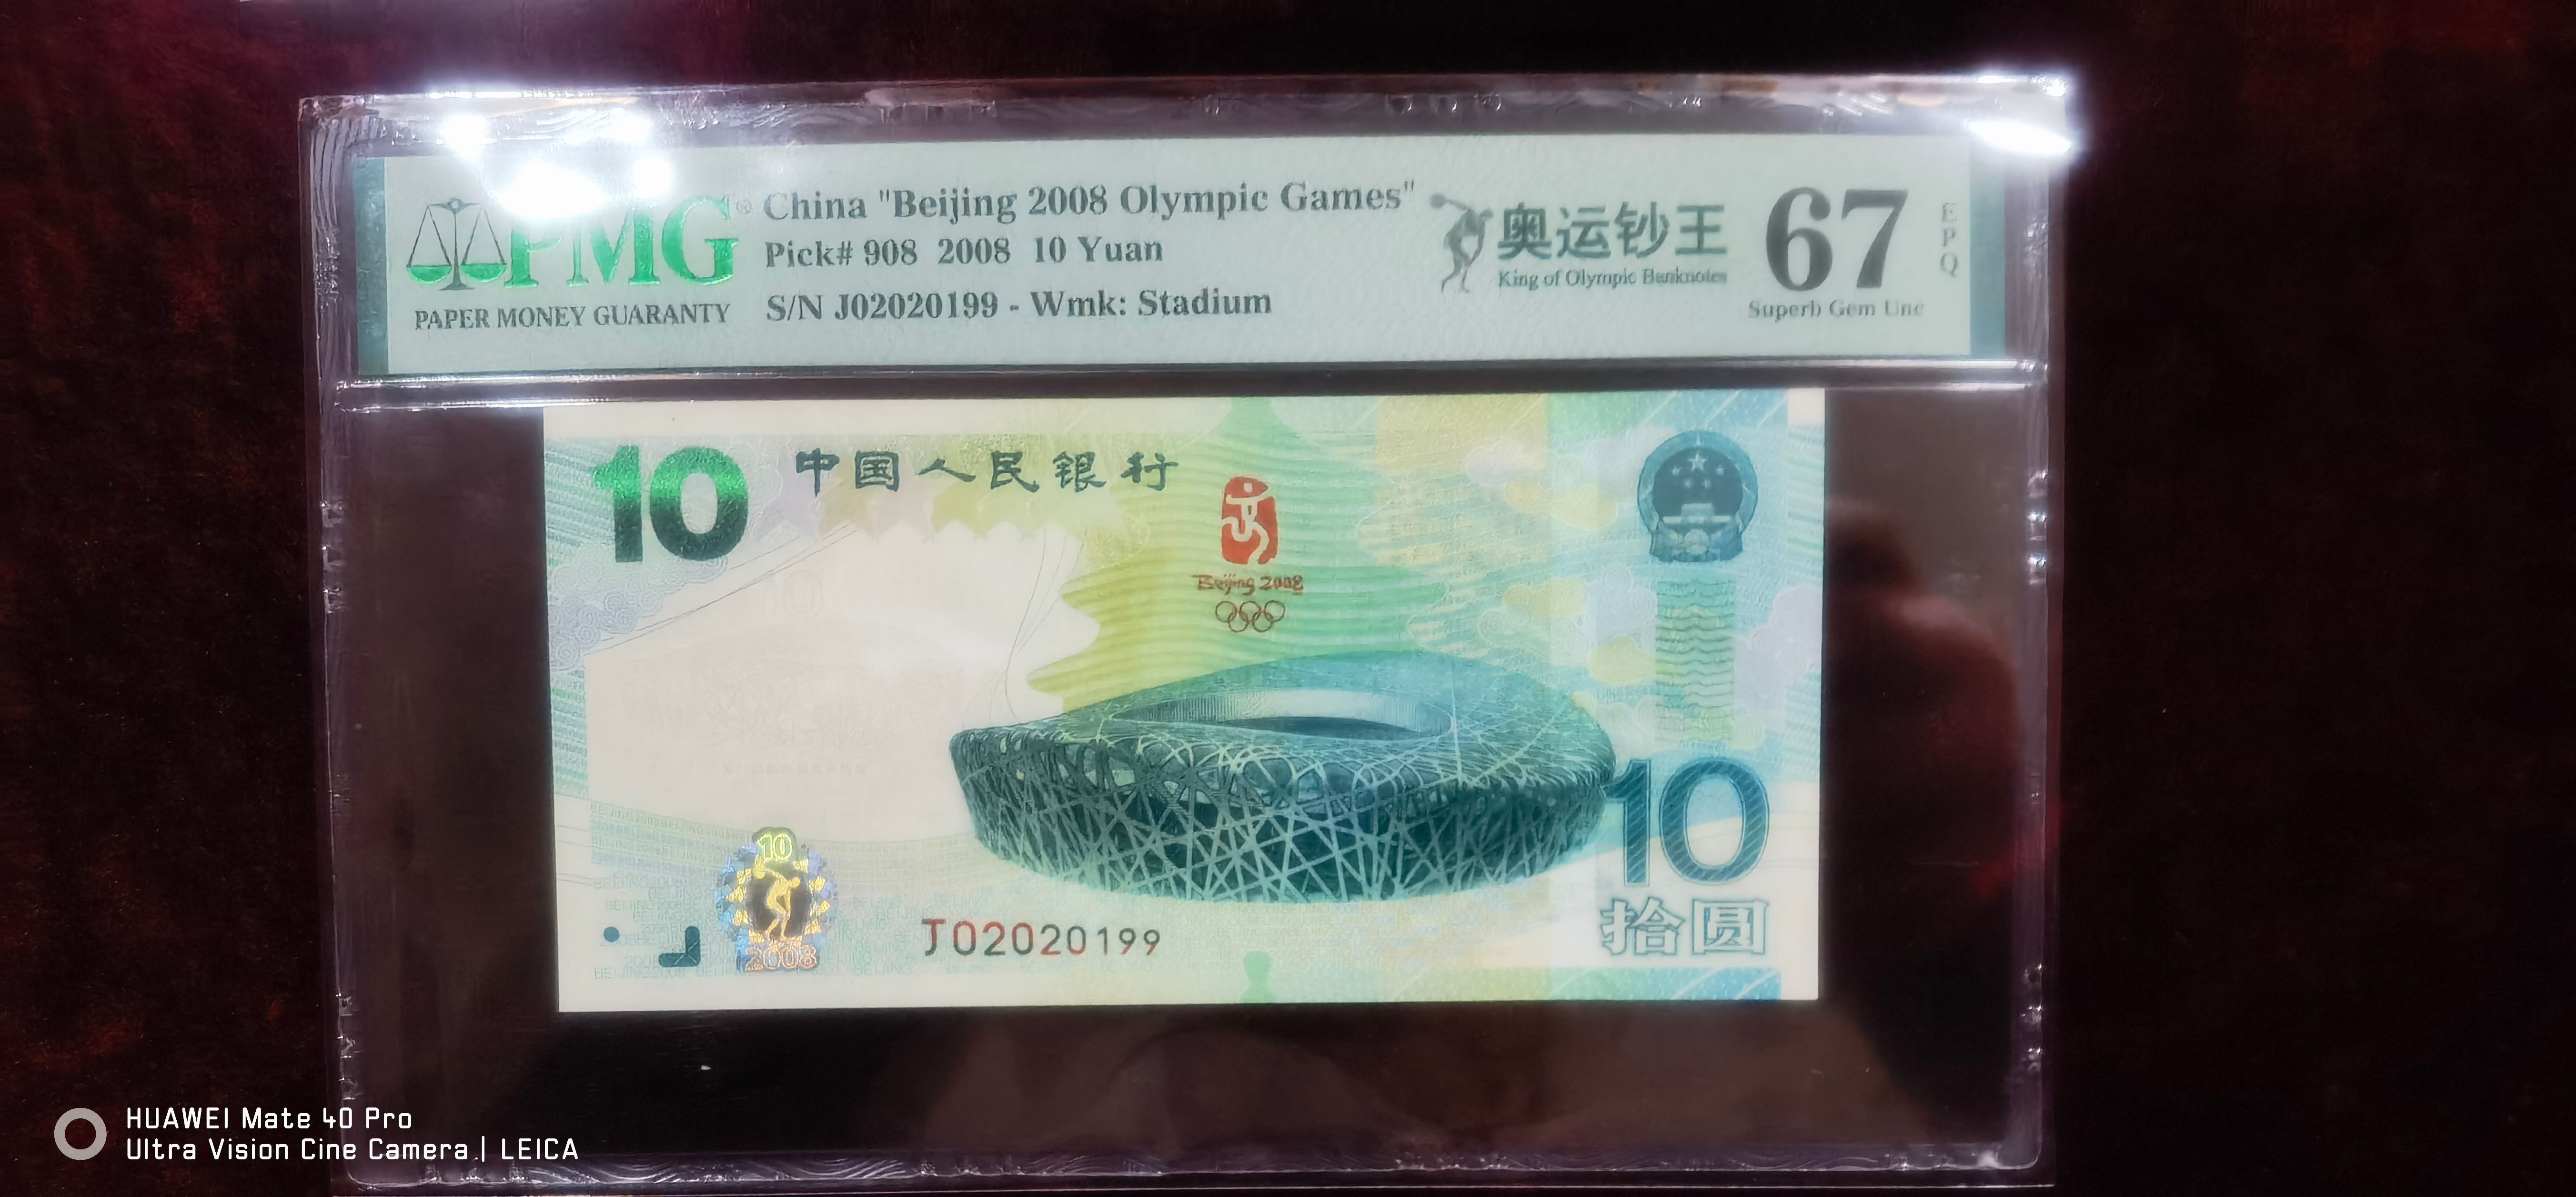 PMG®
PAPER MONEY GUARANTY
China "Beijing 2008 Olympic Games"
Pick# 908 2008 10 Yuan
S/N J02020199 - Wmk: Stadium
奥运钞王
King of Olympic Banknotes
67
EPQ
Superb Gem Unc
10
中国人民银行
Beijing 2008
10
拾圆
10
2008
J02020199
HUAWEI Mate 40 Pro
Ultra Vision Cine Camera | LEICA